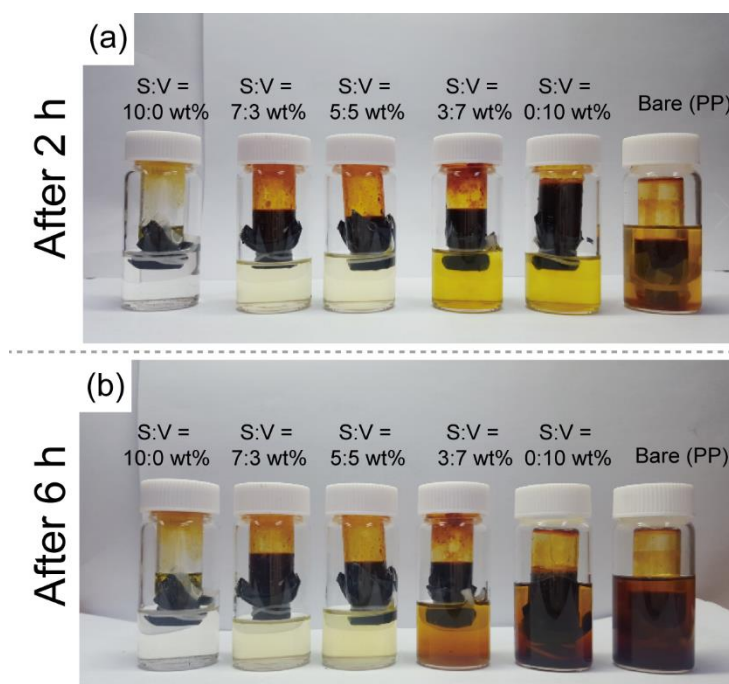 (a)
After 2 h
S:V =
10:0 wt%
S:V =
7:3 wt%
S:V =
5:5 wt%
S:V =
3:7 wt%
S:V =
0:10 wt%
Bare (PP)
(b)
After 6 h
S:V =
10:0 wt%
S:V =
7:3 wt%
S:V =
5:5 wt%
S:V =
3:7 wt%
S:V =
0:10 wt%
Bare (PP)